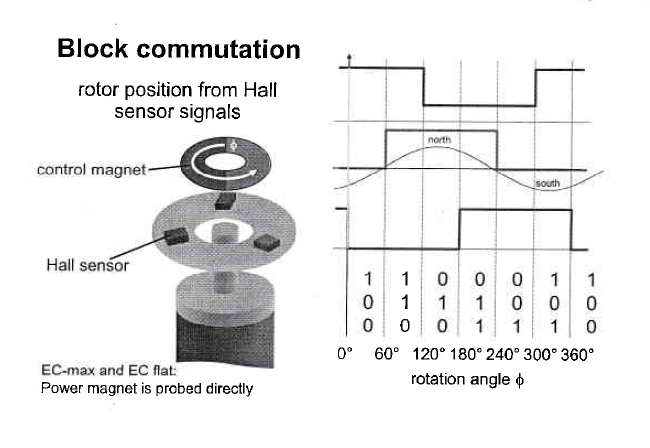 Block commutation
rotor position from Hall
sensor signals
ϕ
control magnet
Hall sensor
EC-max and EC flat:
Power magnet is probed directly
north
south
1 1 0 0 0 1 1
0 1 1 1 0 0 0
0 0 0 1 1 1 0
0° 60° 120° 180° 240° 300° 360°
rotation angle ϕ